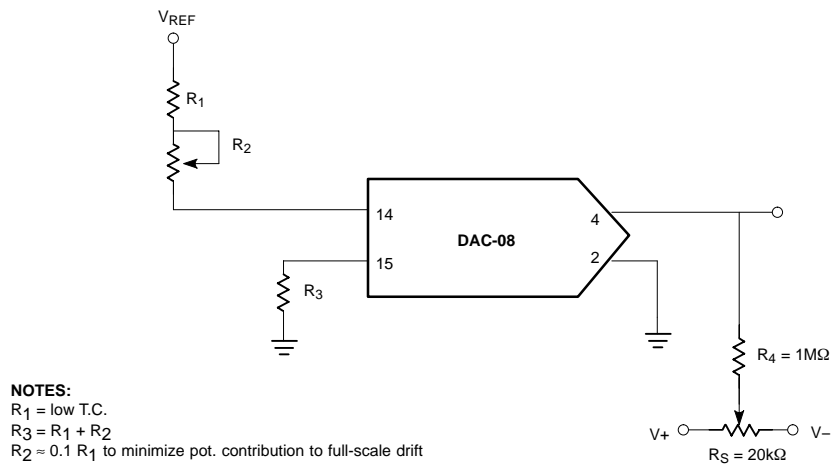 VREF
R1
R2
14
4
DAC-08
15
2
R3
R4 = 1MΩ
NOTES:
R1 = low T.C.
R3 = R1 + R2
R2 ≈ 0.1 R1 to minimize pot. contribution to full-scale drift
V+
V–
RS = 20kΩ